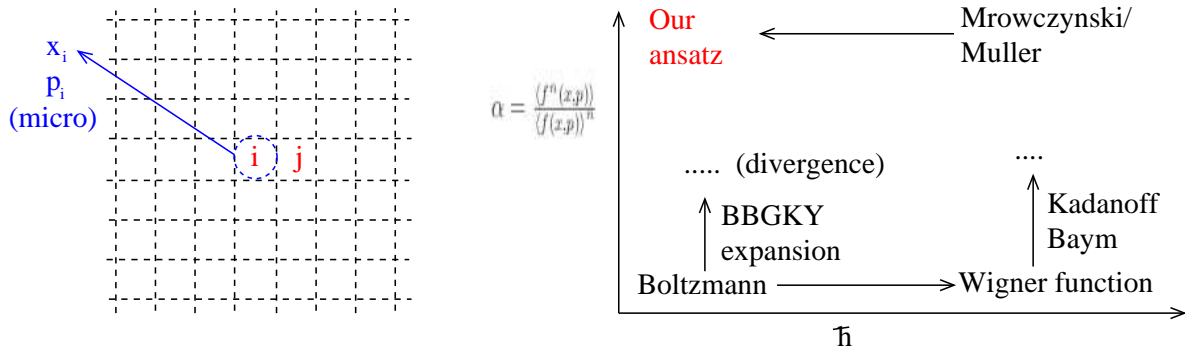 x_i
p_i
(micro)
i j
α = ⟨f^n(x,p)⟩ / ⟨f(x,p)⟩^n
Our
ansatz
Mrowczynski/
Muller
..... (divergence)
....
BBGKY
expansion
Kadanoff
Baym
Boltzmann
Wigner function
ħ